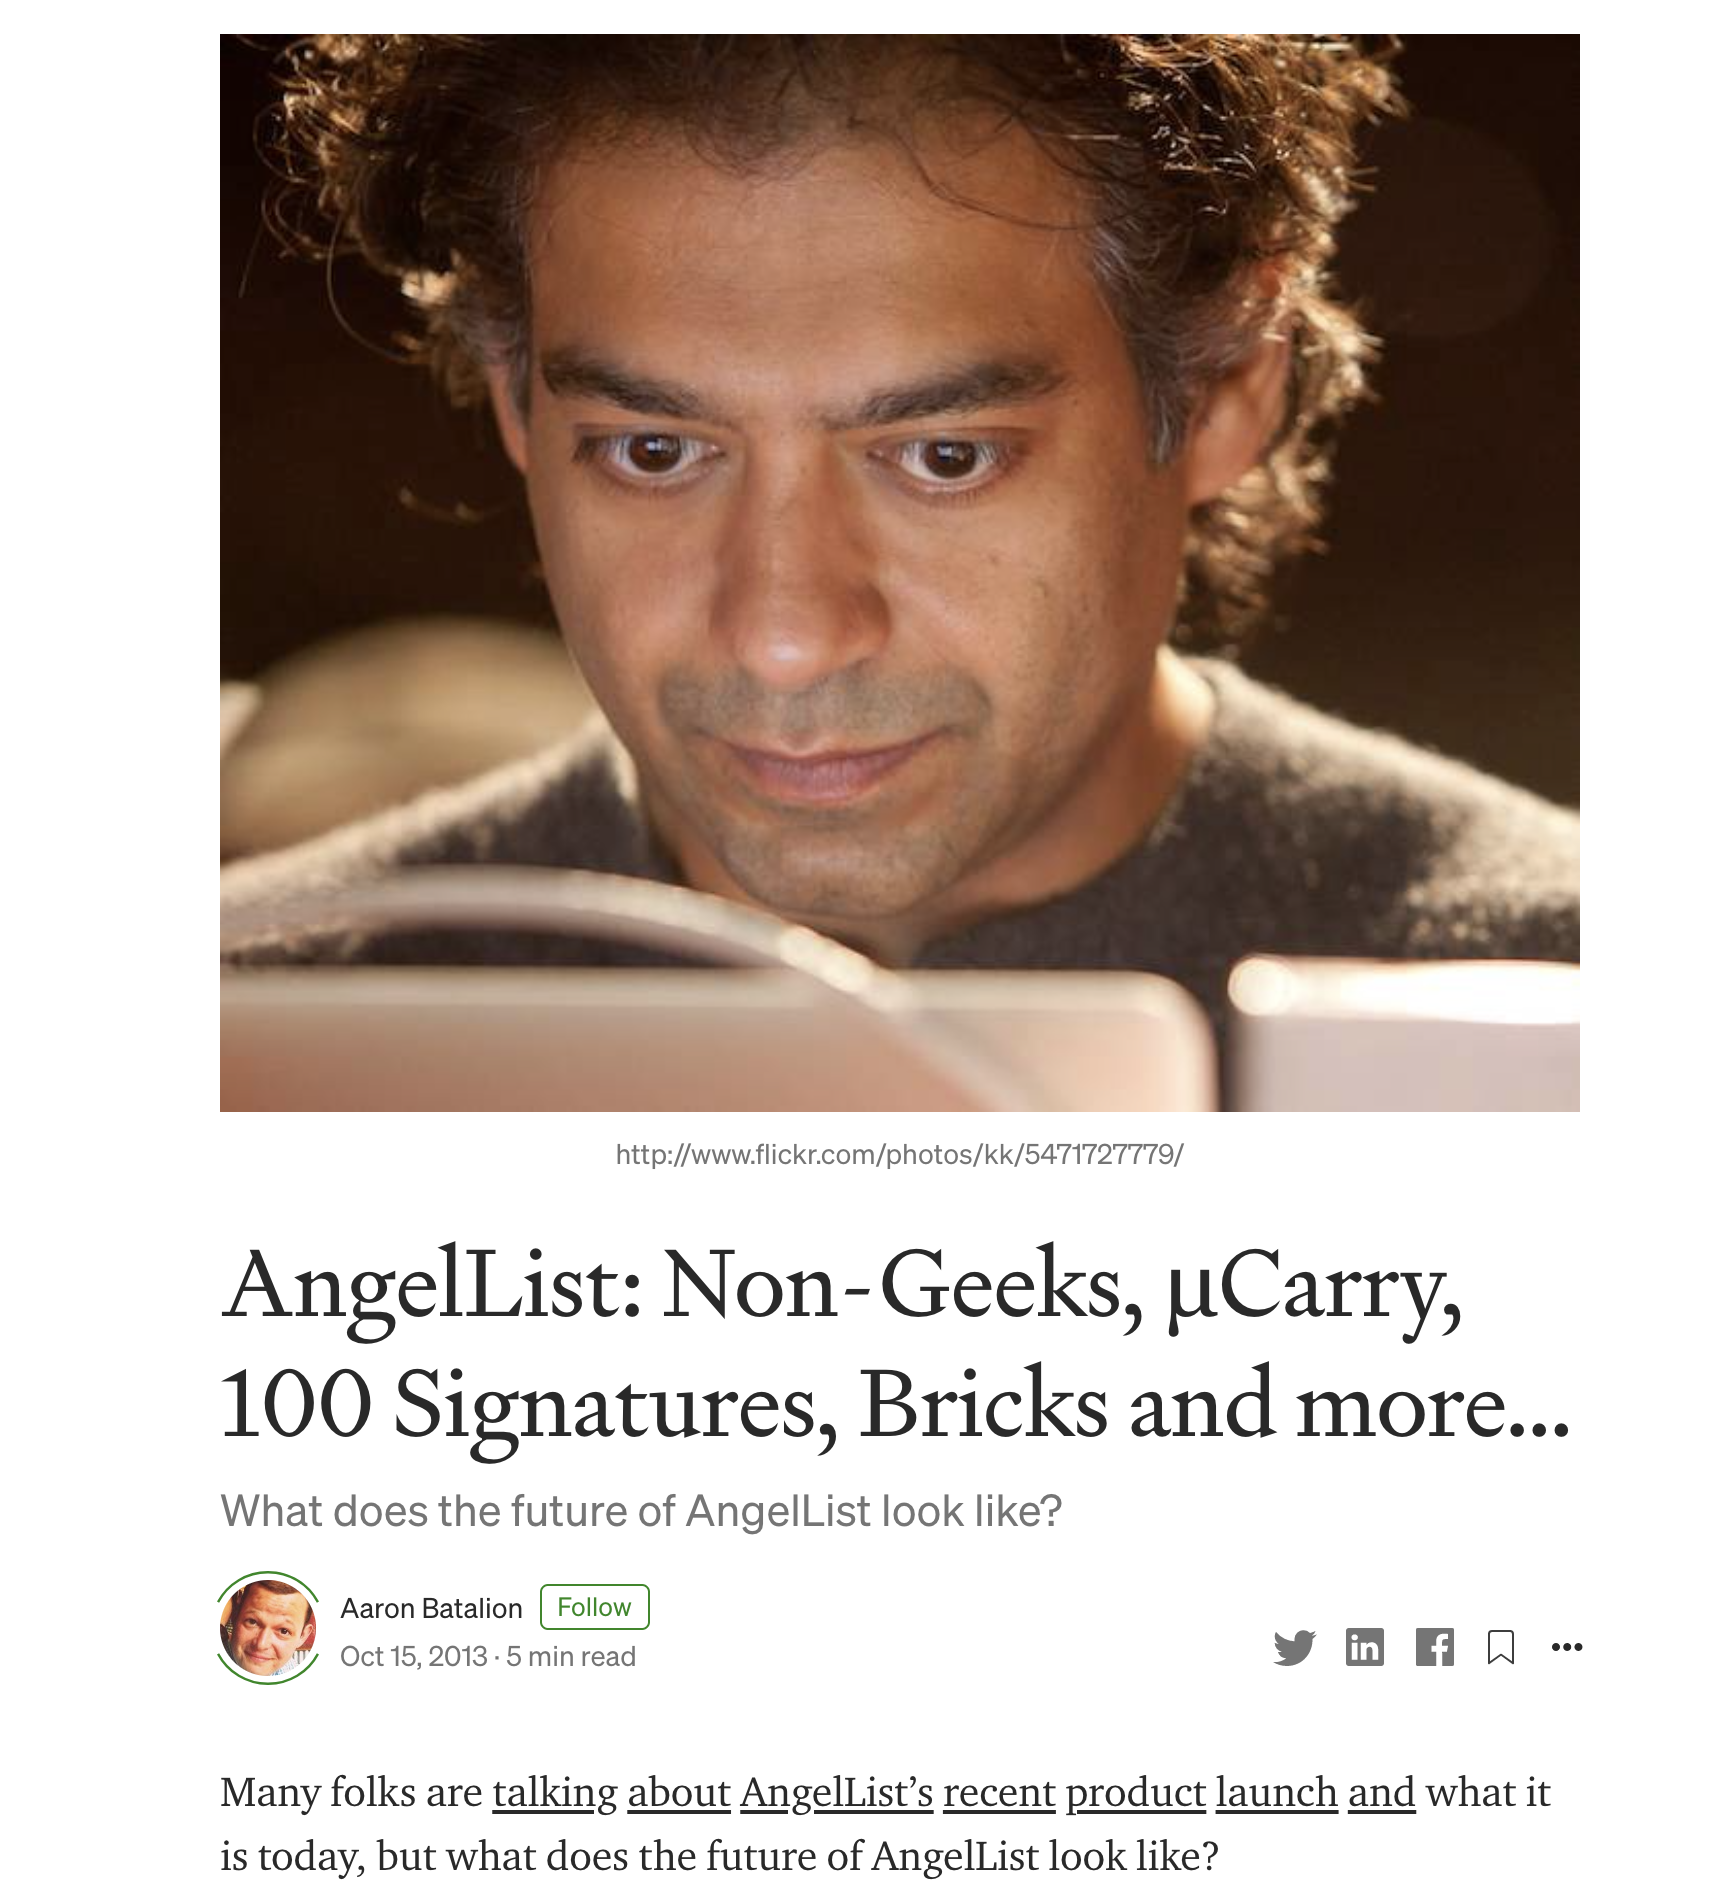 http://www.flickr.com/photos/kk/5471727779/
AngelList: Non-Geeks, µCarry,
100 Signatures, Bricks and more…
What does the future of AngelList look like?
Aaron Batalion Follow
Oct 15, 2013 · 5 min read
Many folks are talking about AngelList’s recent product launch and what it
is today, but what does the future of AngelList look like?